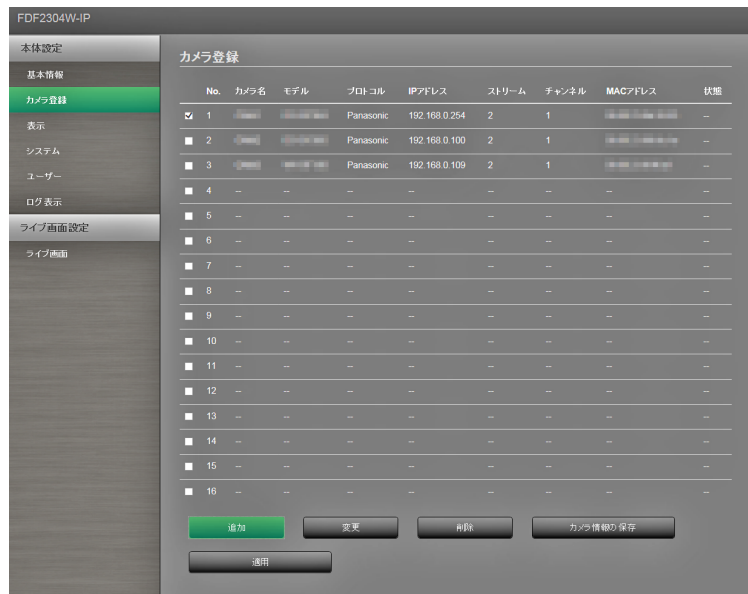 FDF2304W-IP
本体設定
基本情報
カメラ登録
表示
システム
ユーザー
ログ表示
ライブ画面設定
ライブ画面
カメラ登録
No. カメラ名 モデル プロトコル IPアドレス ストリーム チャンネル MACアドレス 状態
1 Panasonic 192.168.0.254 2 1 --
2 Panasonic 192.168.0.100 2 1 --
3 Panasonic 192.168.0.109 2 1 --
4 -- -- -- -- -- -- -- --
5 -- -- -- -- -- -- -- --
6 -- -- -- -- -- -- -- --
7 -- -- -- -- -- -- -- --
8 -- -- -- -- -- -- -- --
9 -- -- -- -- -- -- -- --
10 -- -- -- -- -- -- -- --
11 -- -- -- -- -- -- -- --
12 -- -- -- -- -- -- -- --
13 -- -- -- -- -- -- -- --
14 -- -- -- -- -- -- -- --
15 -- -- -- -- -- -- -- --
16 -- -- -- -- -- -- -- --
追加 変更 削除 カメラ情報の保存
適用